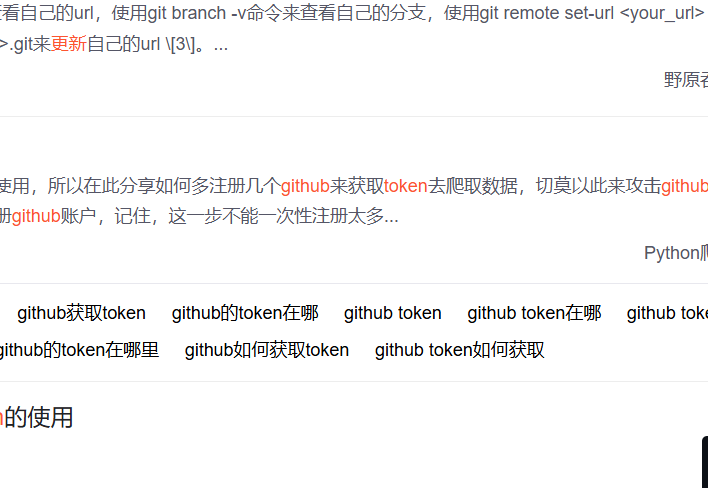 看自己的url，使用git branch -v命令来查看自己的分支，使用git remote set-url <your_url>
>.git来更新自己的url \[3\]。...
野原
使用，所以在此分享如何多注册几个github来获取token去爬取数据，切莫以此来攻击github
册github账户，记住，这一步不能一次性注册太多...
Python爬
github获取token github的token在哪 github token github token在哪 github toke
github的token在哪里 github如何获取token github token如何获取
的使用